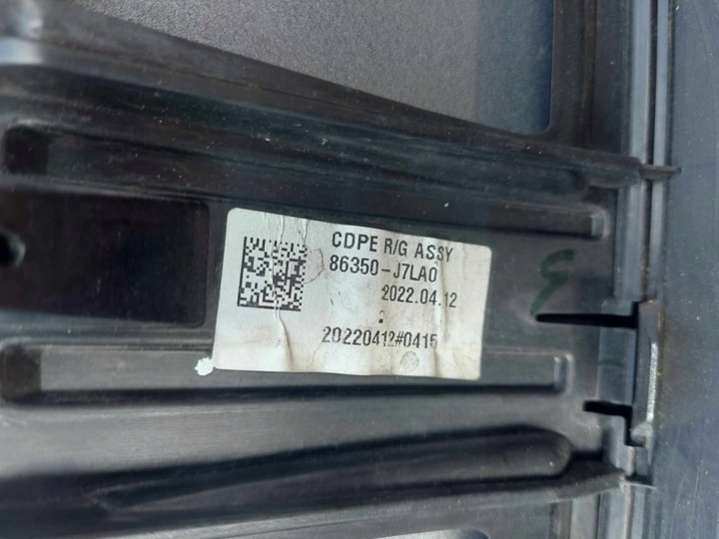 CDPE R/G ASSY
86350-J7LA0
2022.04.12
:
20220412#0415